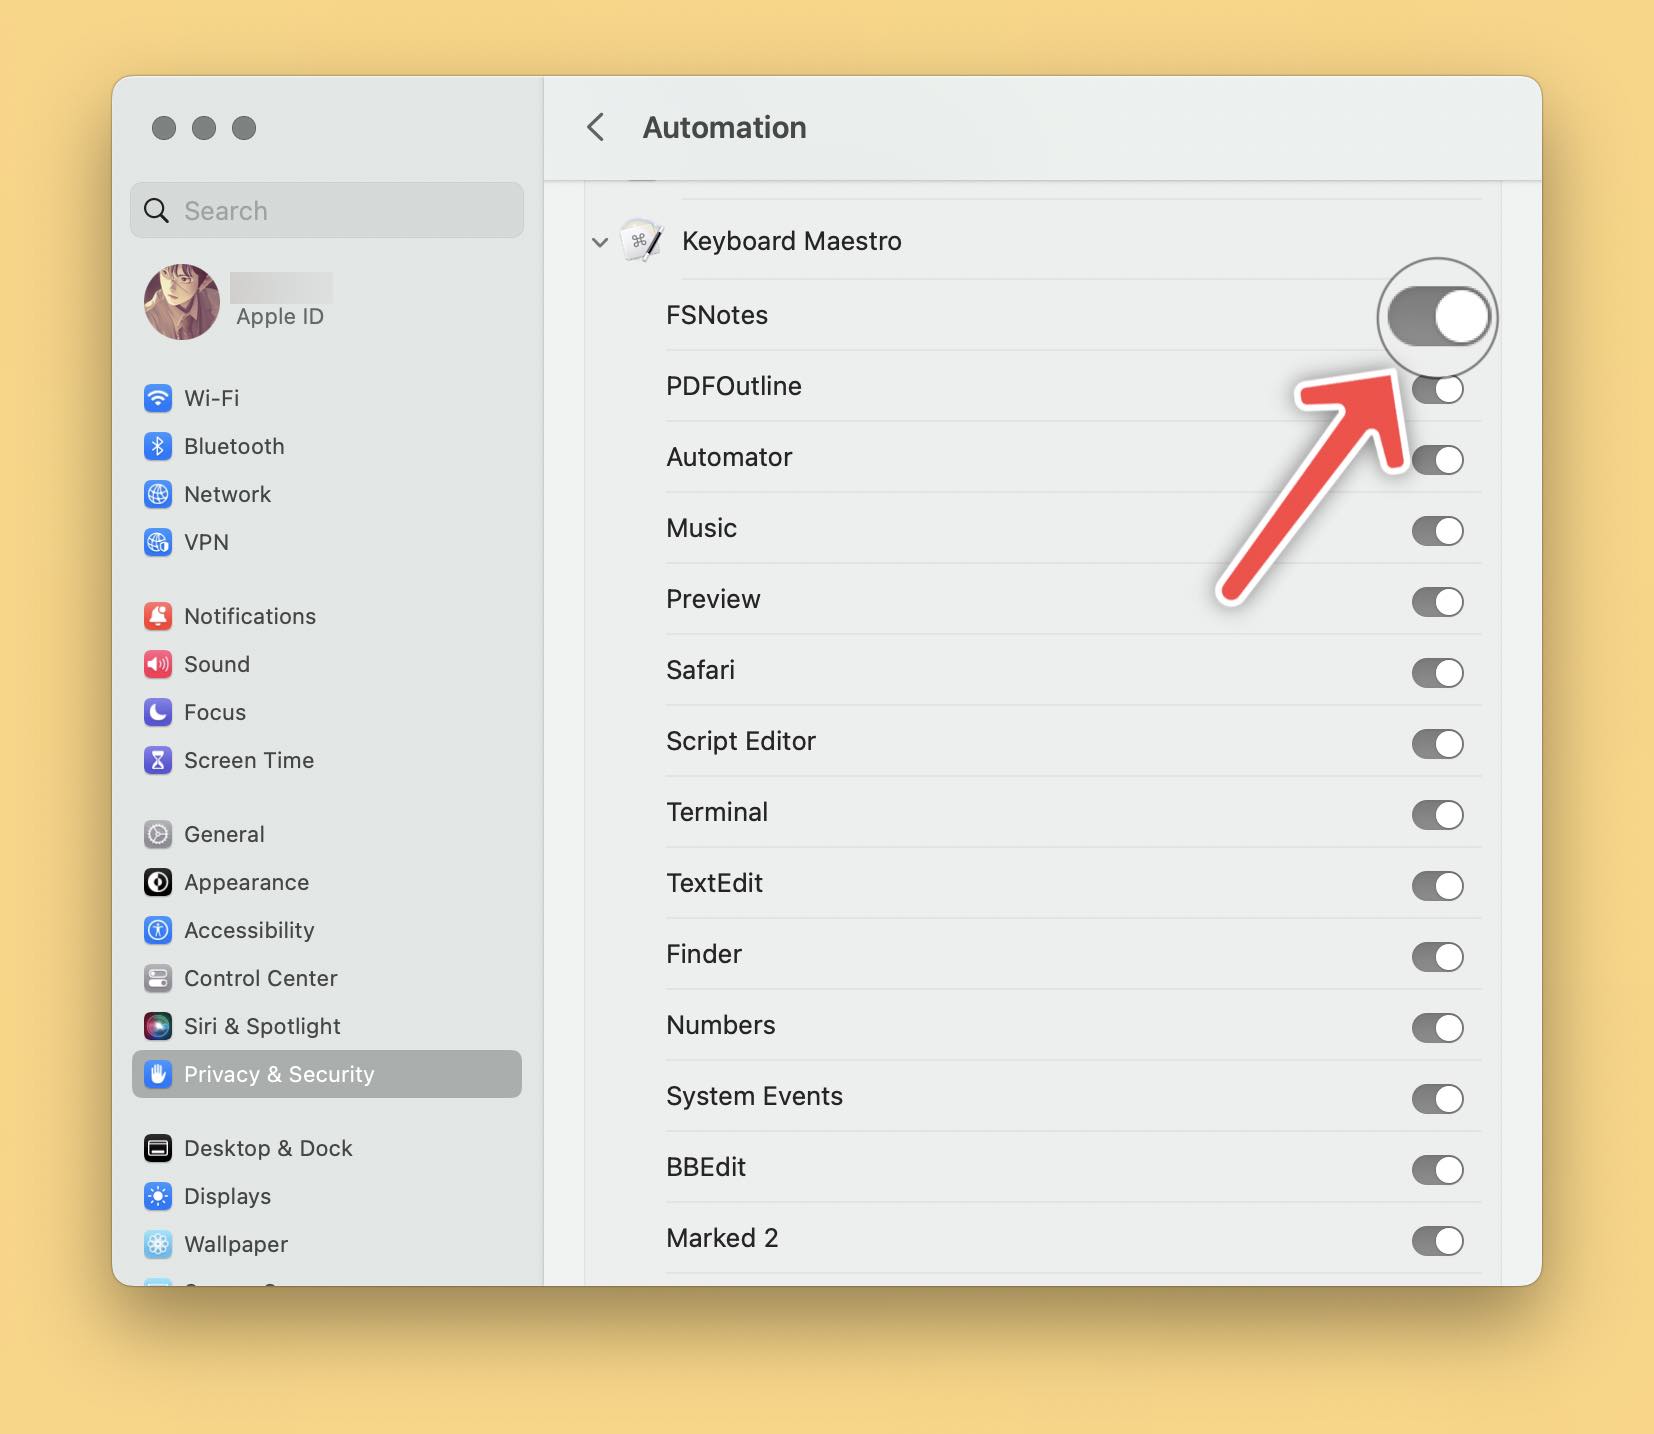 Automation
Search
Apple ID
Wi-Fi
Bluetooth
Network
VPN
Notifications
Sound
Focus
Screen Time
General
Appearance
Accessibility
Control Center
Siri & Spotlight
Privacy & Security
Desktop & Dock
Displays
Wallpaper
Keyboard Maestro
FSNotes
PDFOutline
Automator
Music
Preview
Safari
Script Editor
Terminal
TextEdit
Finder
Numbers
System Events
BBEdit
Marked 2